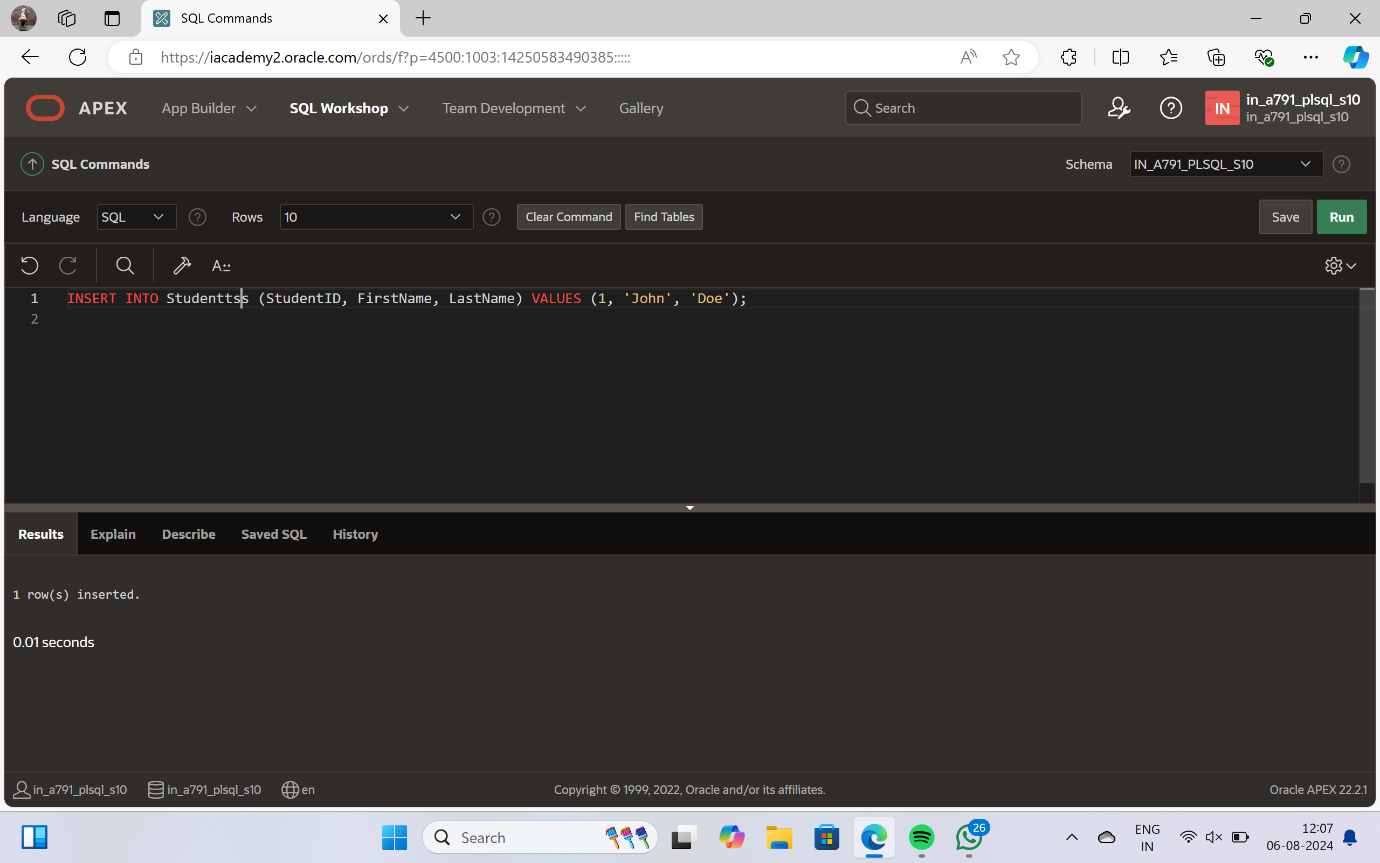 SQL Commands
https://iacademy2.oracle.com/ords/f?p=4500:1003:14250583490385:::::
APEX App Builder SQL Workshop Team Development Gallery Search IN in_a791_plsql_s10
in_a791_plsql_s10
SQL Commands Schema IN_A791_PLSQL_S10
Language SQL Rows 10 Clear Command Find Tables Save Run
1 INSERT INTO Studenttss (StudentID, FirstName, LastName) VALUES (1, 'John', 'Doe');
2
Results Explain Describe Saved SQL History
1 row(s) inserted.
0.01 seconds
in_a791_plsql_s10 in_a791_plsql_s10 en Copyright © 1999, 2022, Oracle and/or its affiliates. Oracle APEX 22.2.1
Search 26 ENG 12:07
IN 06-08-2024